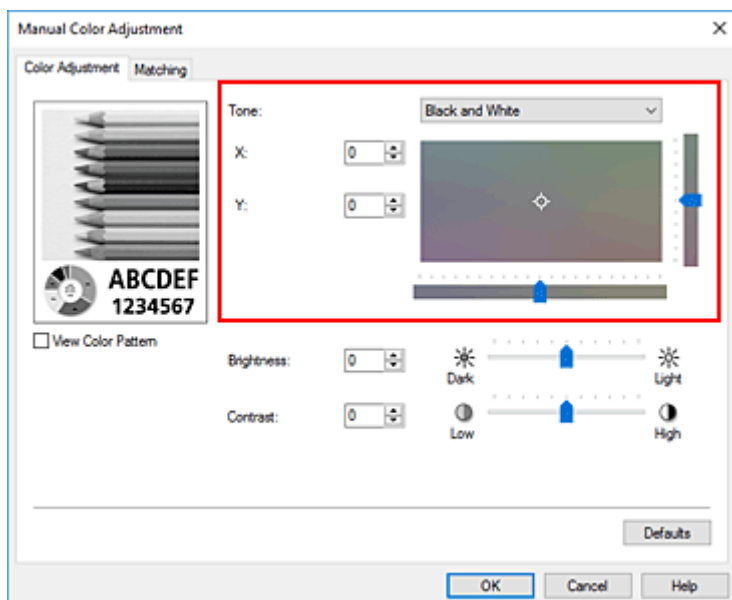 Manual Color Adjustment
Color Adjustment
Matching
Tone:
Black and White
X:
0
Y:
0
ABCDEF
1234567
View Color Pattern
Brightness:
0
Dark
Light
Contrast:
0
Low
High
Defaults
OK
Cancel
Help